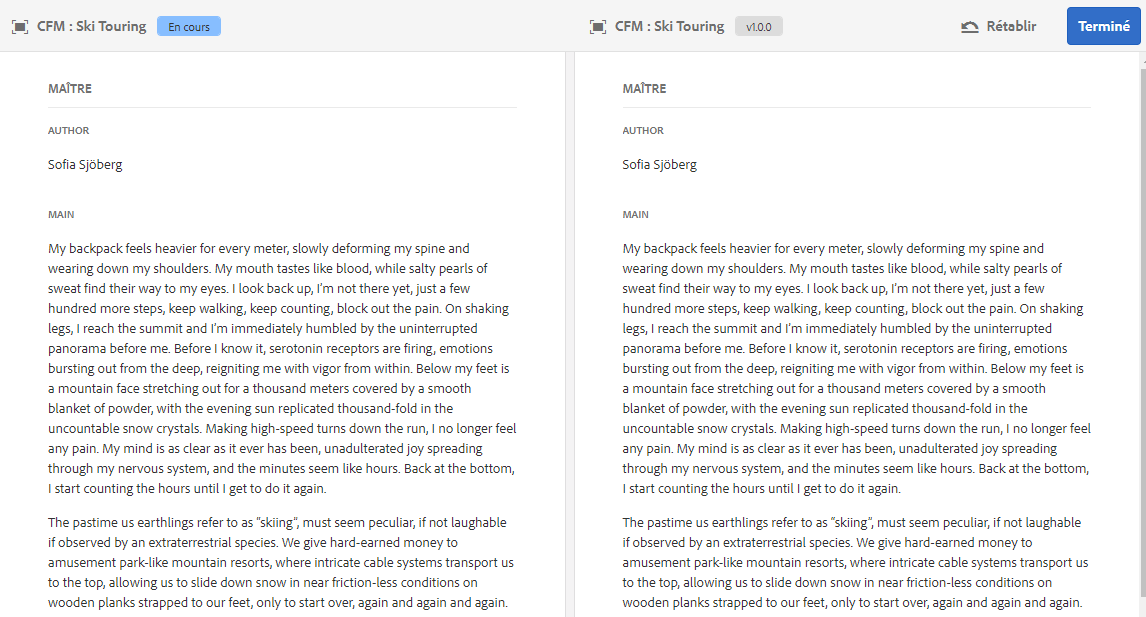 CFM : Ski Touring En cours
CFM : Ski Touring v1.0.0 Rétablir Terminé
MAÎTRE
AUTHOR
Sofia Sjöberg
MAIN
My backpack feels heavier for every meter, slowly deforming my spine and
wearing down my shoulders. My mouth tastes like blood, while salty pearls of
sweat find their way to my eyes. I look back up, I'm not there yet, just a few
hundred more steps, keep walking, keep counting, block out the pain. On shaking
legs, I reach the summit and I'm immediately humbled by the uninterrupted
panorama before me. Before I know it, serotonin receptors are firing, emotions
bursting out from the deep, reigniting me with vigor from within. Below my feet is
a mountain face stretching out for a thousand meters covered by a smooth
blanket of powder, with the evening sun replicated thousand-fold in the
uncountable snow crystals. Making high-speed turns down the run, I no longer feel
any pain. My mind is as clear as it ever has been, unadulterated joy spreading
through my nervous system, and the minutes seem like hours. Back at the bottom,
I start counting the hours until I get to do it again.
The pastime us earthlings refer to as “skiing”, must seem peculiar, if not laughable
if observed by an extraterrestrial species. We give hard-earned money to
amusement park-like mountain resorts, where intricate cable systems transport us
to the top, allowing us to slide down snow in near friction-less conditions on
wooden planks strapped to our feet, only to start over, again and again and again.
MAÎTRE
AUTHOR
Sofia Sjöberg
MAIN
My backpack feels heavier for every meter, slowly deforming my spine and
wearing down my shoulders. My mouth tastes like blood, while salty pearls of
sweat find their way to my eyes. I look back up, I'm not there yet, just a few
hundred more steps, keep walking, keep counting, block out the pain. On shaking
legs, I reach the summit and I'm immediately humbled by the uninterrupted
panorama before me. Before I know it, serotonin receptors are firing, emotions
bursting out from the deep, reigniting me with vigor from within. Below my feet is
a mountain face stretching out for a thousand meters covered by a smooth
blanket of powder, with the evening sun replicated thousand-fold in the
uncountable snow crystals. Making high-speed turns down the run, I no longer feel
any pain. My mind is as clear as it ever has been, unadulterated joy spreading
through my nervous system, and the minutes seem like hours. Back at the bottom,
I start counting the hours until I get to do it again.
The pastime us earthlings refer to as “skiing”, must seem peculiar, if not laughable
if observed by an extraterrestrial species. We give hard-earned money to
amusement park-like mountain resorts, where intricate cable systems transport us
to the top, allowing us to slide down snow in near friction-less conditions on
wooden planks strapped to our feet, only to start over, again and again and again.